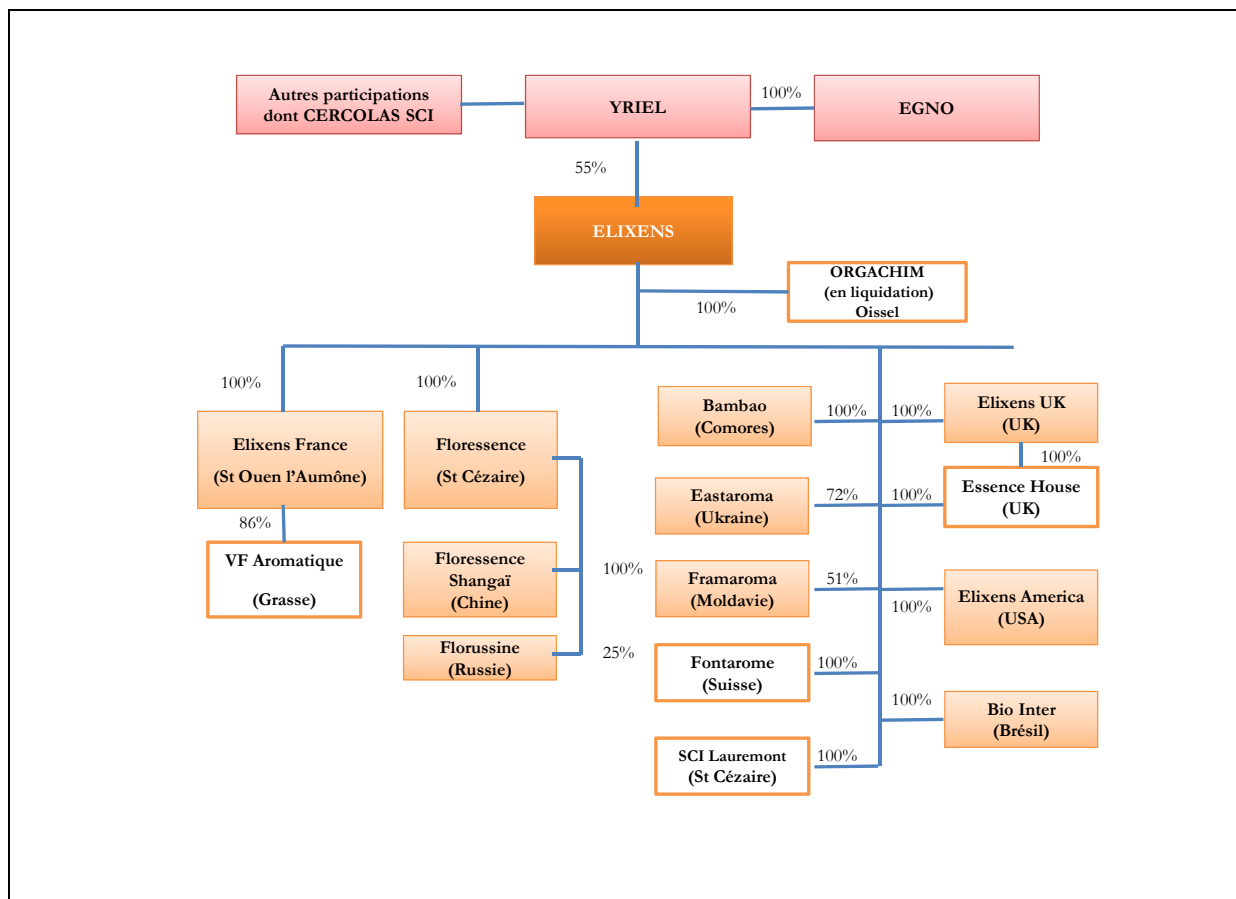 Autres participations
dont CERCOLAS SCI
YRIEL
100%
EGNO
55%
ELIXENS
ORGACHIM
(en liquidation)
Oissel
100%
100%
100%
Elixens France
(St Ouen l'Aumône)
86%
VF Aromatique
(Grasse)
Floressence
(St Cézaire)
Floressence
Shangaï
(Chine)
100%
Florussine
(Russie)
25%
Bambao
(Comores)
100%
100%
Elixens UK
(UK)
100%
Eastaroma
(Ukraine)
72%
100%
Essence House
(UK)
Framaroma
(Moldavie)
51%
100%
Elixens America
(USA)
Fontarome
(Suisse)
100%
100%
Bio Inter
(Brésil)
SCI Lauremont
(St Cézaire)
100%